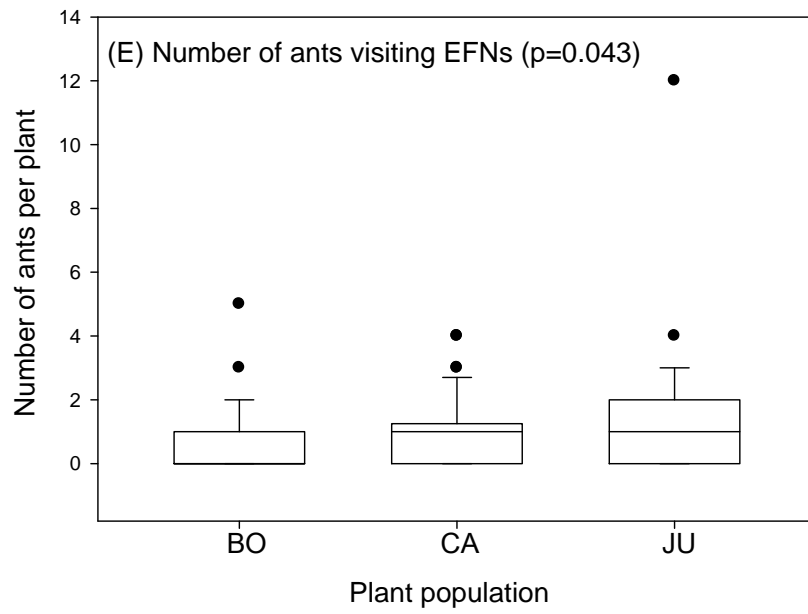 14
(E) Number of ants visiting EFNs (p=0.043)
12
10
8
6
4
2
0
Number of ants per plant
BO CA JU
Plant population